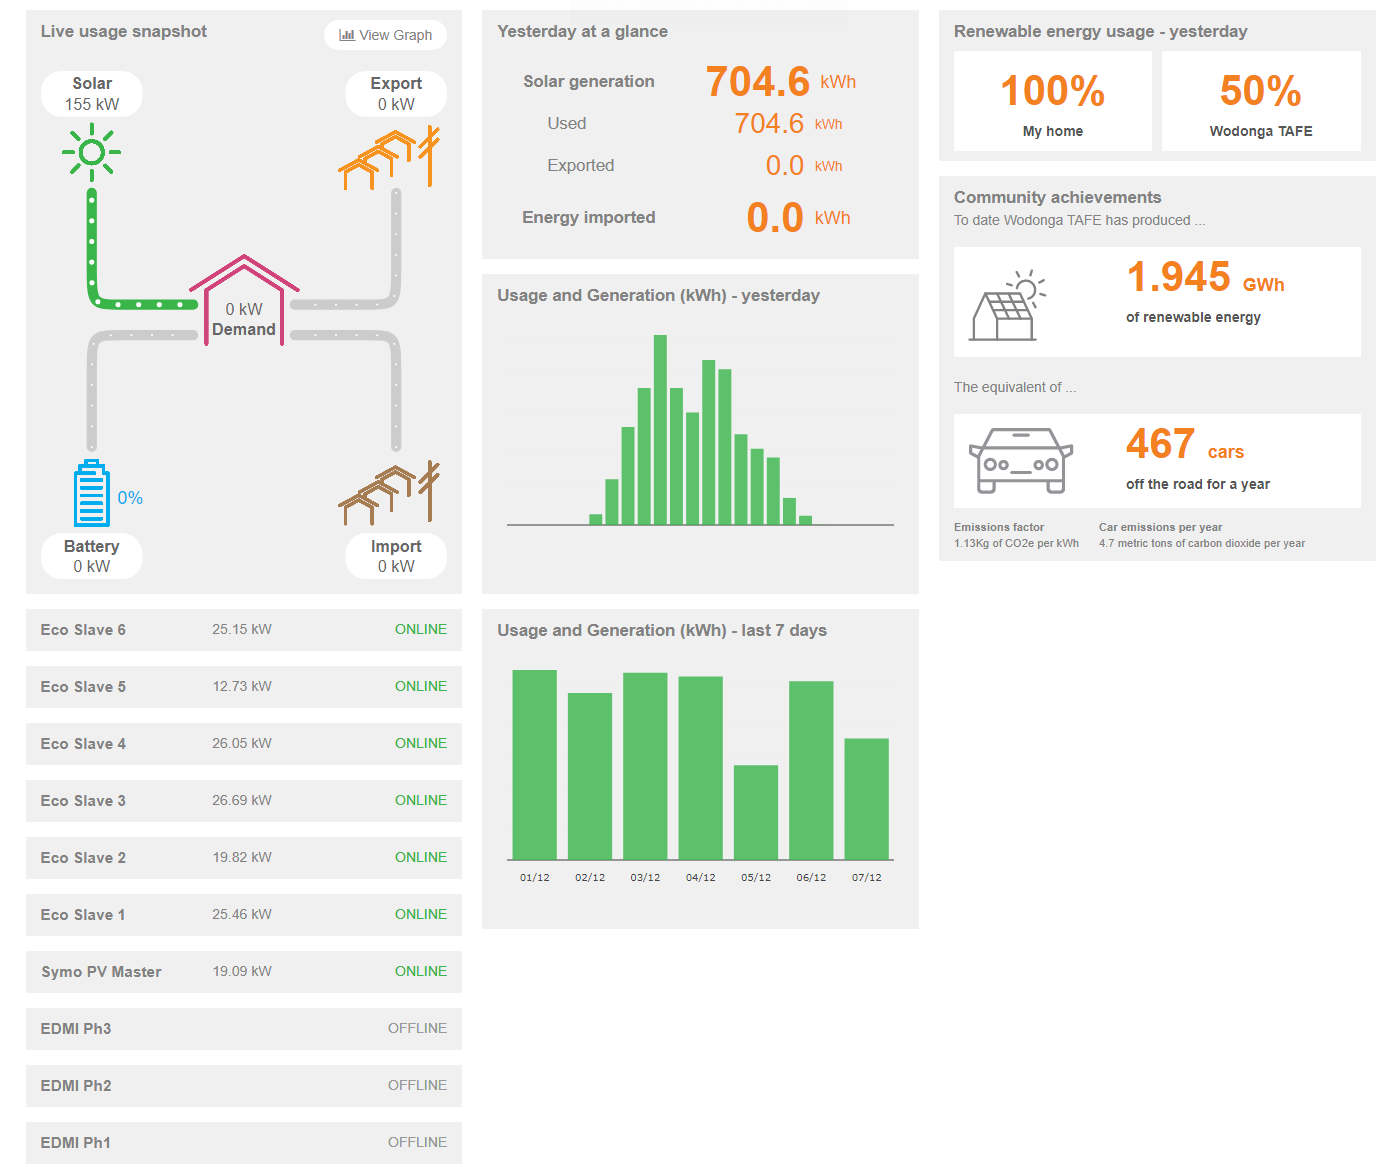 Live usage snapshot
View Graph
Solar
155 kW
Export
0 kW
0 kW
Demand
0%
Battery
0 kW
Import
0 kW
Eco Slave 6 25.15 kW ONLINE
Eco Slave 5 12.73 kW ONLINE
Eco Slave 4 26.05 kW ONLINE
Eco Slave 3 26.69 kW ONLINE
Eco Slave 2 19.82 kW ONLINE
Eco Slave 1 25.46 kW ONLINE
Symo PV Master 19.09 kW ONLINE
EDMI Ph3 OFFLINE
EDMI Ph2 OFFLINE
EDMI Ph1 OFFLINE
Yesterday at a glance
Solar generation 704.6 kWh
Used 704.6 kWh
Exported 0.0 kWh
Energy imported 0.0 kWh
Usage and Generation (kWh) - yesterday
Usage and Generation (kWh) - last 7 days
01/12 02/12 03/12 04/12 05/12 06/12 07/12
Renewable energy usage - yesterday
100%
My home
50%
Wodonga TAFE
Community achievements
To date Wodonga TAFE has produced ...
1.945 GWh
of renewable energy
The equivalent of ...
467 cars
off the road for a year
Emissions factor
1.13Kg of CO2e per kWh
Car emissions per year
4.7 metric tons of carbon dioxide per year